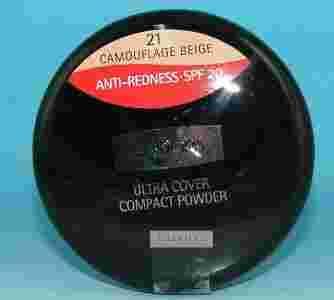 21
CAMOUFLAGE BEIGE
ANTI-REDNESS·SPF 20
ULTRA COVER
COMPACT POWDER